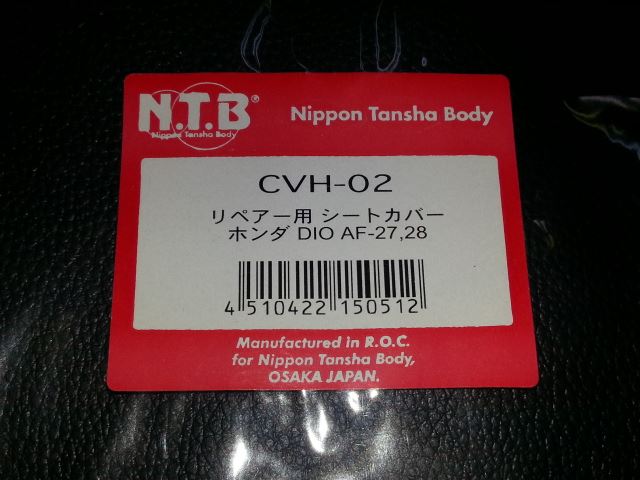 N.T.B®
Nippon Tansha Body
Nippon Tansha Body
CVH-02
リペアー用 シートカバー
ホンダ DIO AF-27,28
4 510422 150512
Manufactured in R.O.C.
for Nippon Tansha Body,
OSAKA JAPAN.